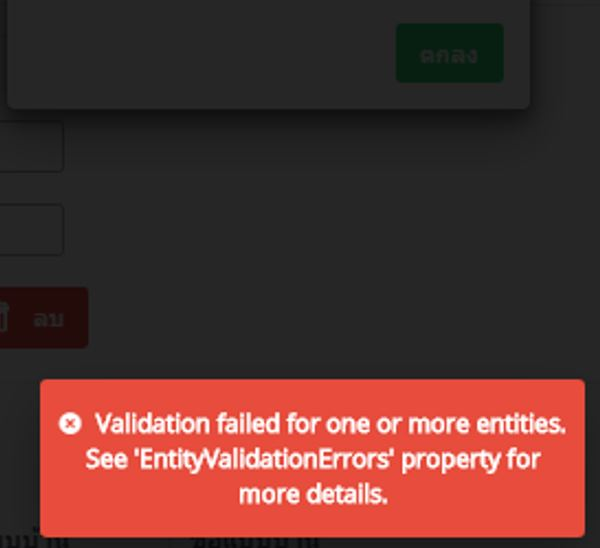 ตกลง
ลบ
Validation failed for one or more entities.
See 'EntityValidationErrors' property for
more details.